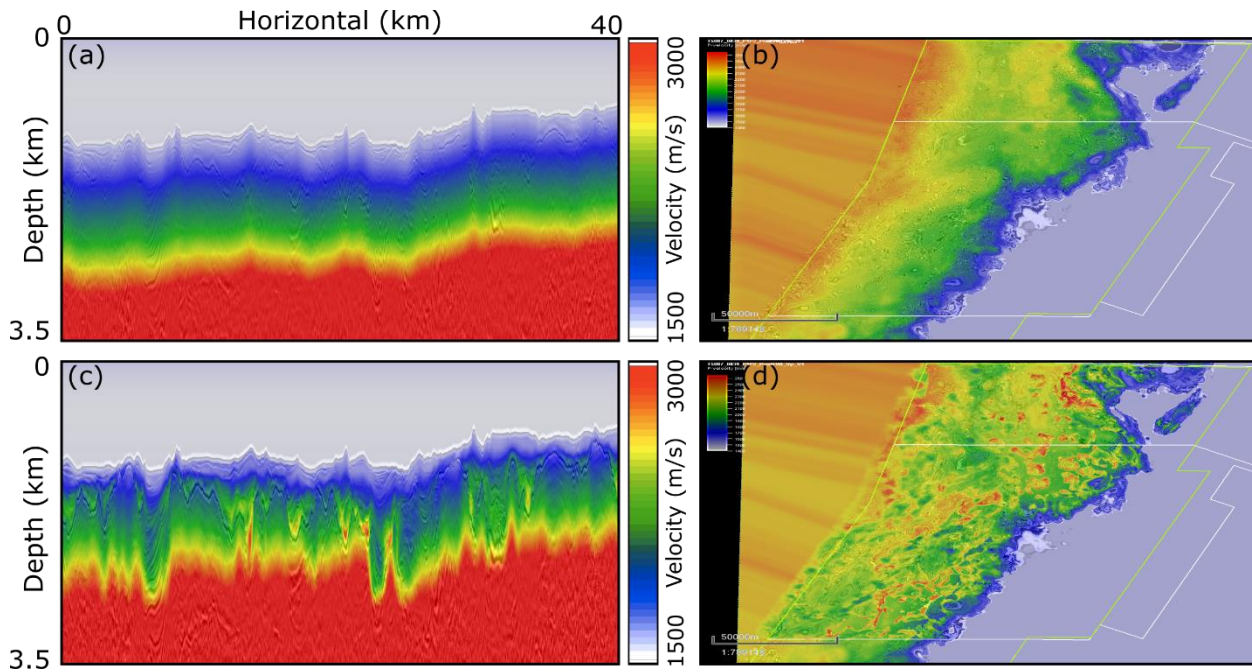 0 Horizontal (km) 40
0
(a)
Depth (km)
3.5
3000
Velocity (m/s)
1500
(b)
50000m
0
(c)
Depth (km)
3.5
3000
Velocity (m/s)
1500
(d)
50000m